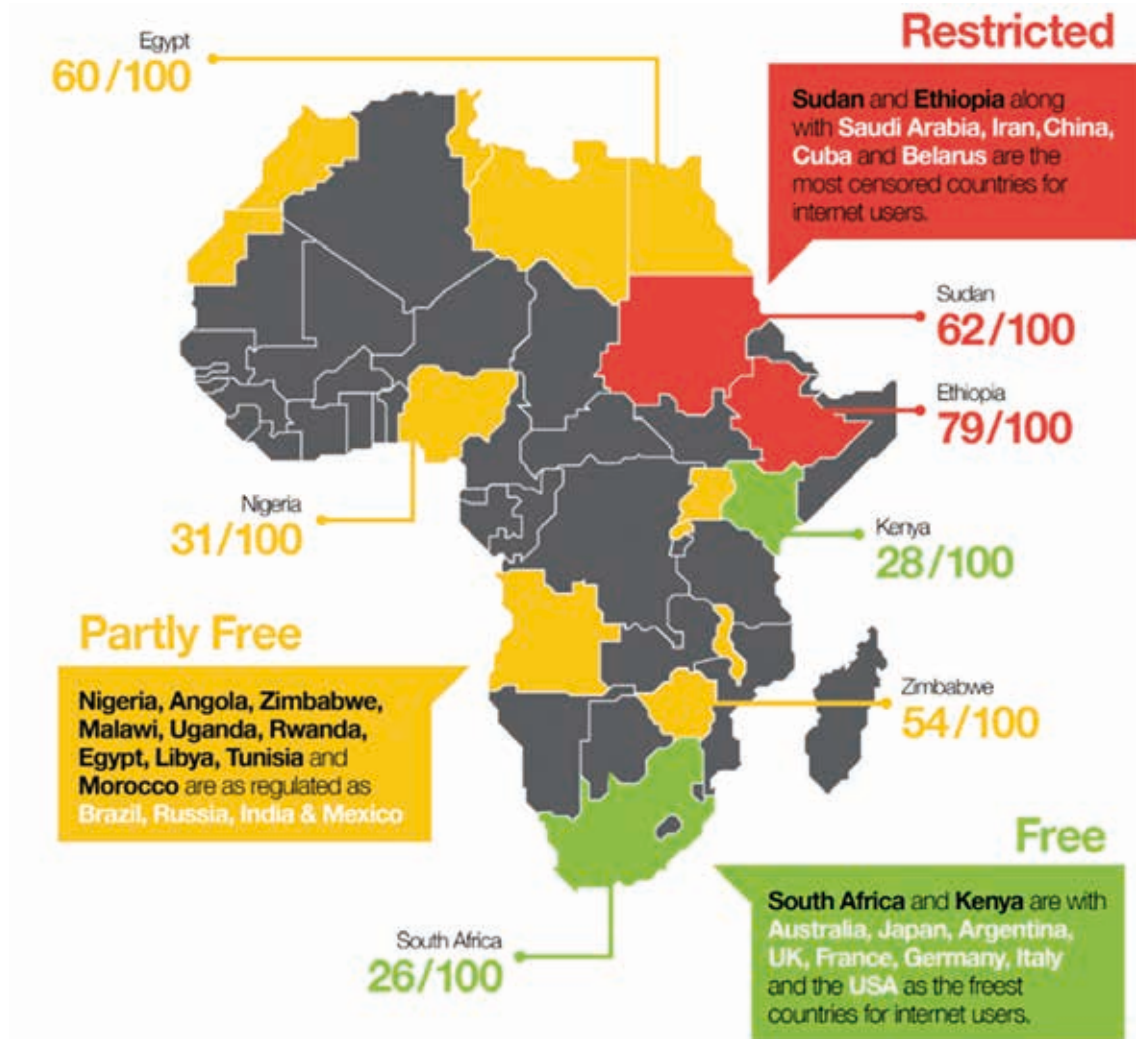 Egypt
60/100
Restricted
Sudan and Ethiopia along
with Saudi Arabia, Iran, China,
Cuba and Belarus are the
most censored countries for
internet users.
Sudan
62/100
Ethiopia
79/100
Nigeria
31/100
Kenya
28/100
Partly Free
Nigeria, Angola, Zimbabwe,
Malawi, Uganda, Rwanda,
Egypt, Libya, Tunisia and
Morocco are as regulated as
Brazil, Russia, India & Mexico
Zimbabwe
54/100
Free
South Africa and Kenya are with
Australia, Japan, Argentina,
UK, France, Germany, Italy
and the USA as the freest
countries for internet users.
South Africa
26/100